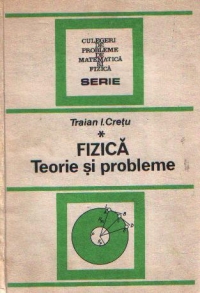 CULEGERI
DE
PROBLEME
DE
MATEMATICĂ
ȘI
FIZICĂ
SERIE
Traian I. Crețu
*
FIZICĂ
Teorie și probleme